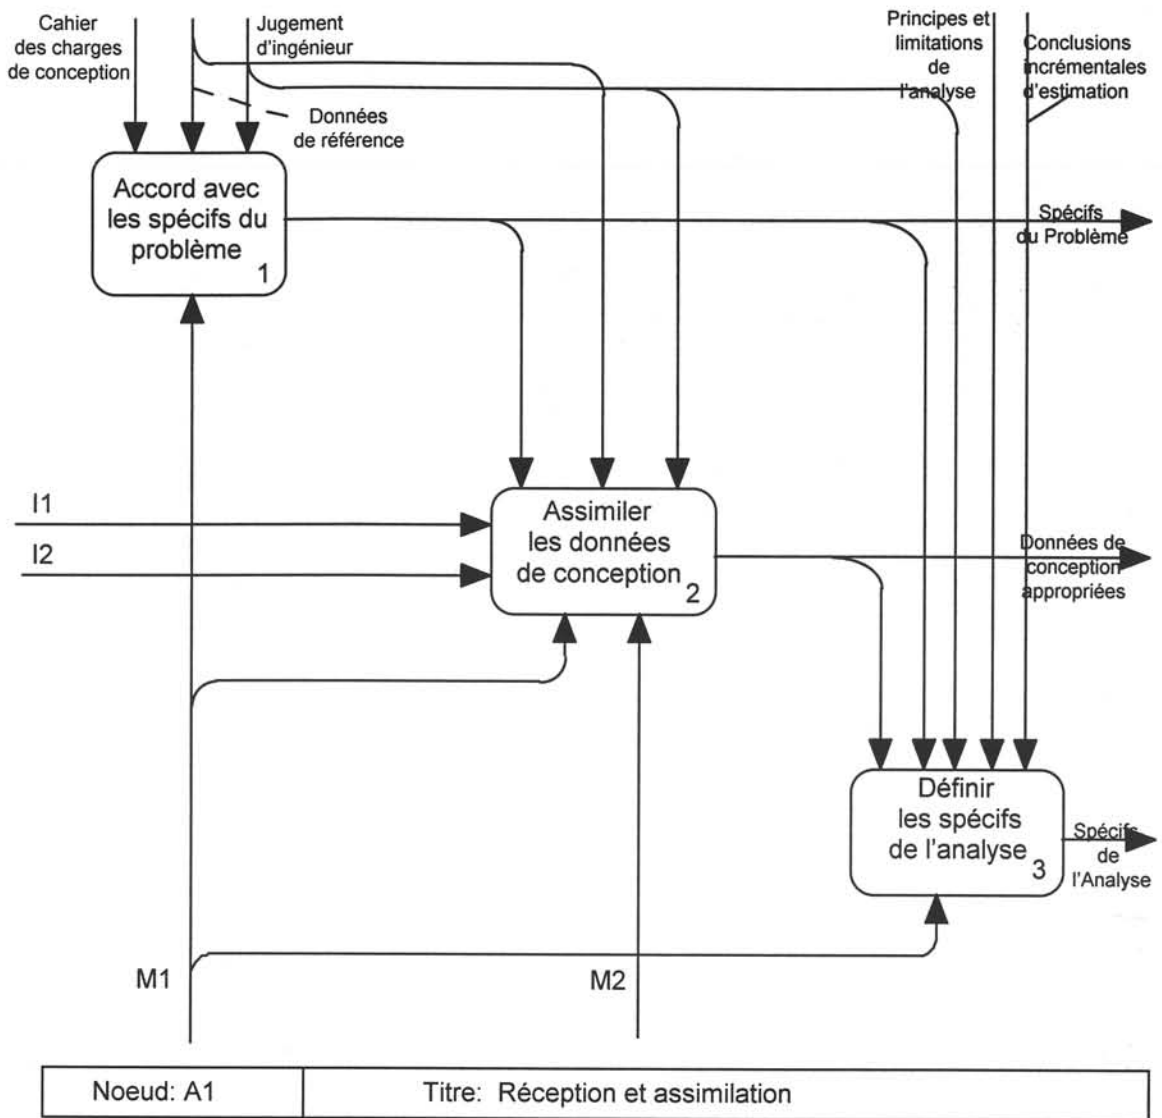 Cahier
des charges
de conception
Jugement
d'ingénieur
Données
de référence
Principes et
limitations
de
l'analyse
Conclusions
incrémentales
d'estimation
Accord avec
les spécifs du
problème
1
Spécifs
du Problème
I1
I2
Assimiler
les données
de conception
2
Données de
conception
appropriées
Définir
les spécifs
de l'analyse
3
Spécifs
de
l'Analyse
M1
M2
Noeud: A1
Titre: Réception et assimilation